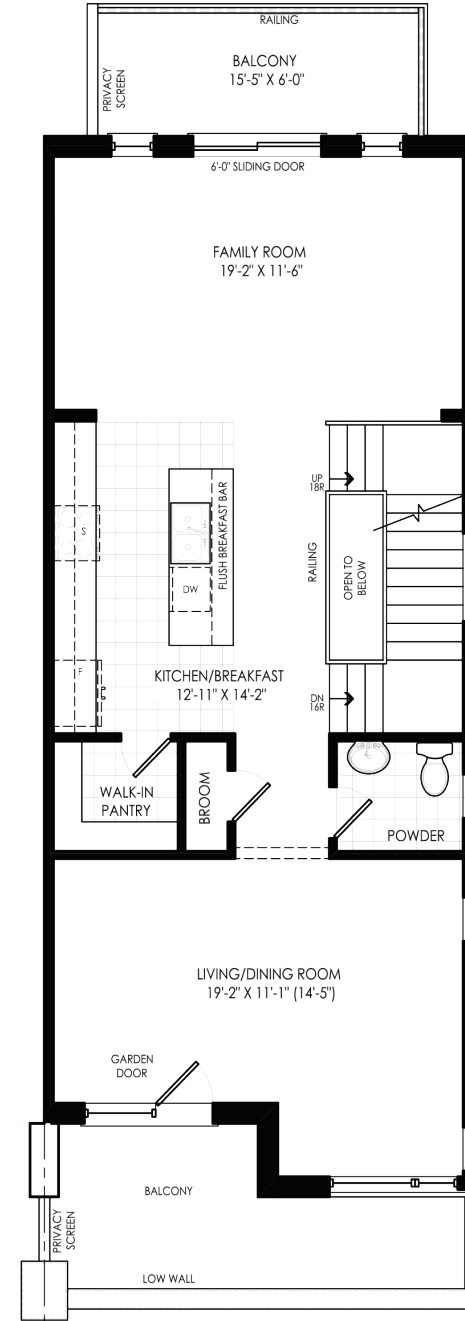 RAILING
BALCONY
15'-5" X 6'-0"
PRIVACY
SCREEN
6'-0" SLIDING DOOR
FAMILY ROOM
19'-2" X 11'-6"
UP
18R
S
FLUSH BREAKFAST BAR
DW
RAILING
OPEN TO
BELOW
F
KITCHEN/BREAKFAST
12'-11" X 14'-2"
DN
16R
WALK-IN
PANTRY
BROOM
POWDER
LIVING/DINING ROOM
19'-2" X 11'-1" (14'-5")
GARDEN
DOOR
BALCONY
PRIVACY
SCREEN
LOW WALL